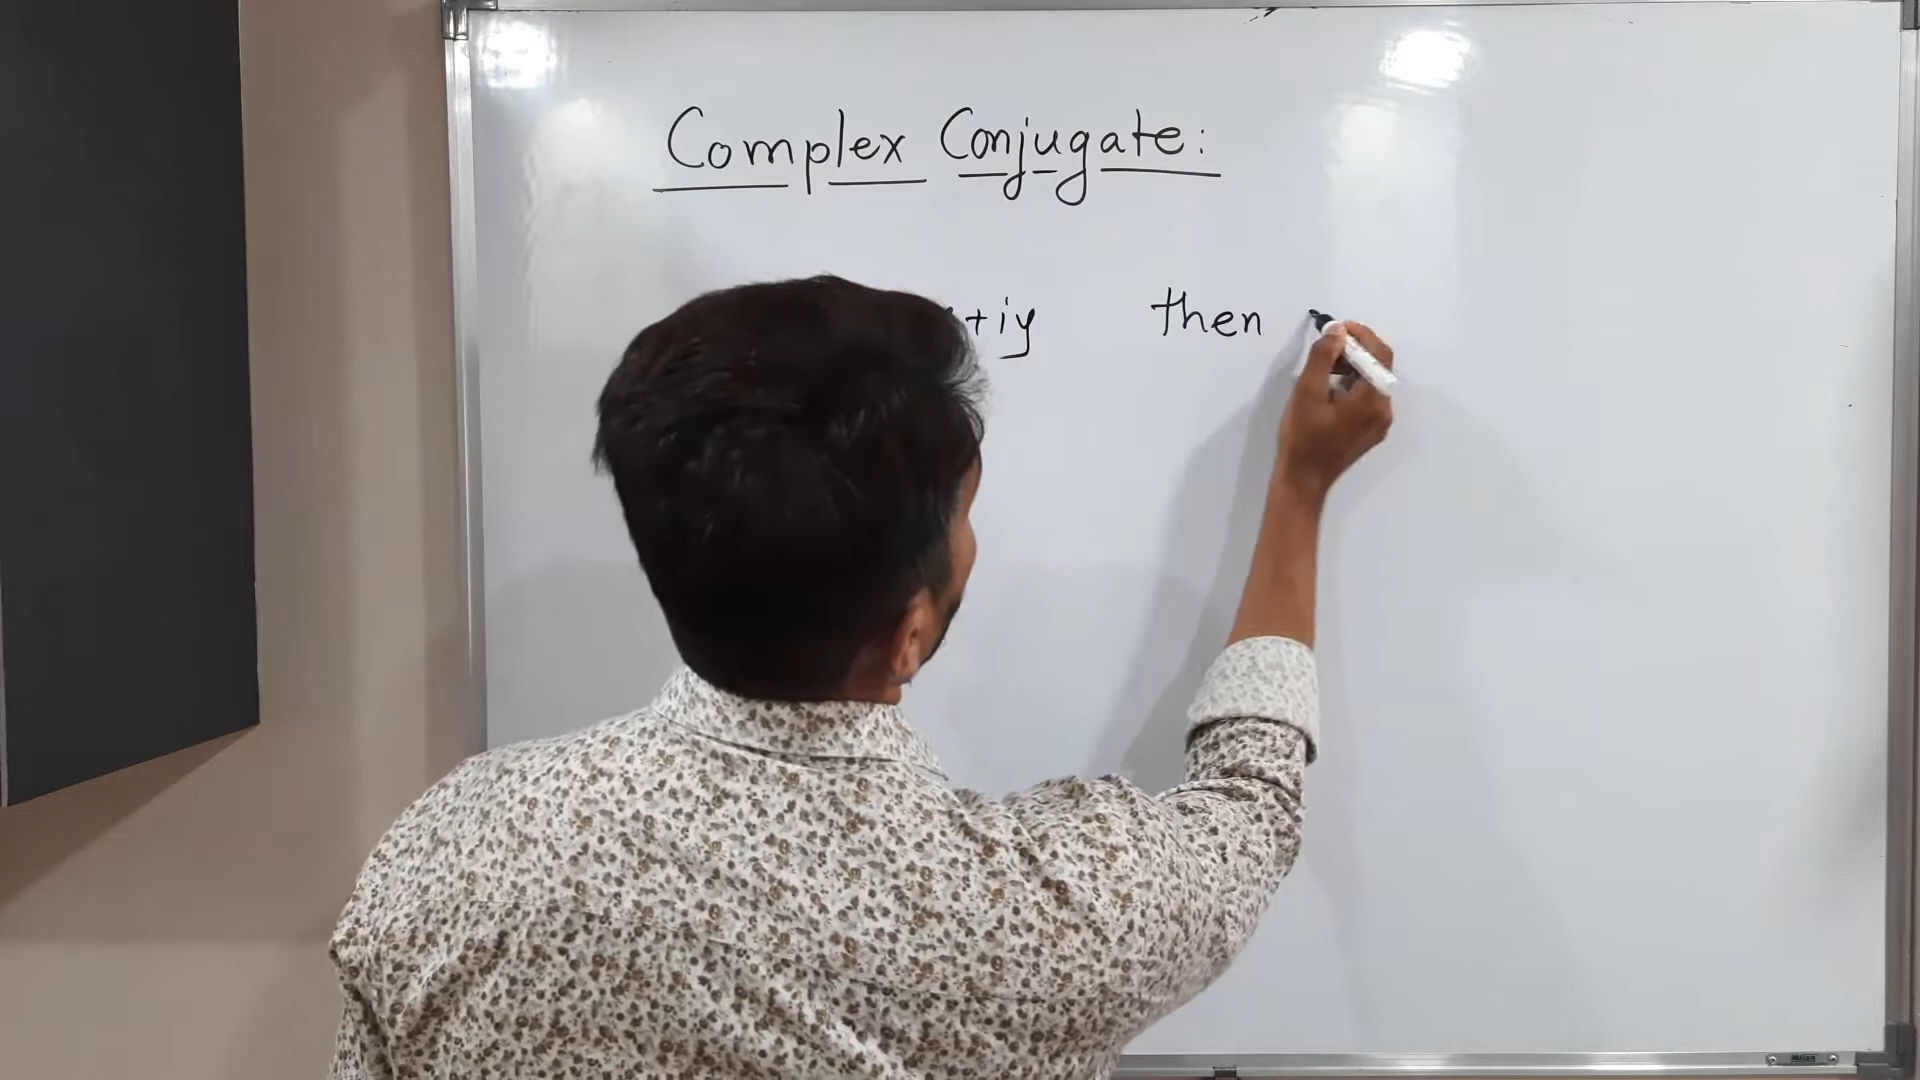 Complex Conjugate:
+iy then